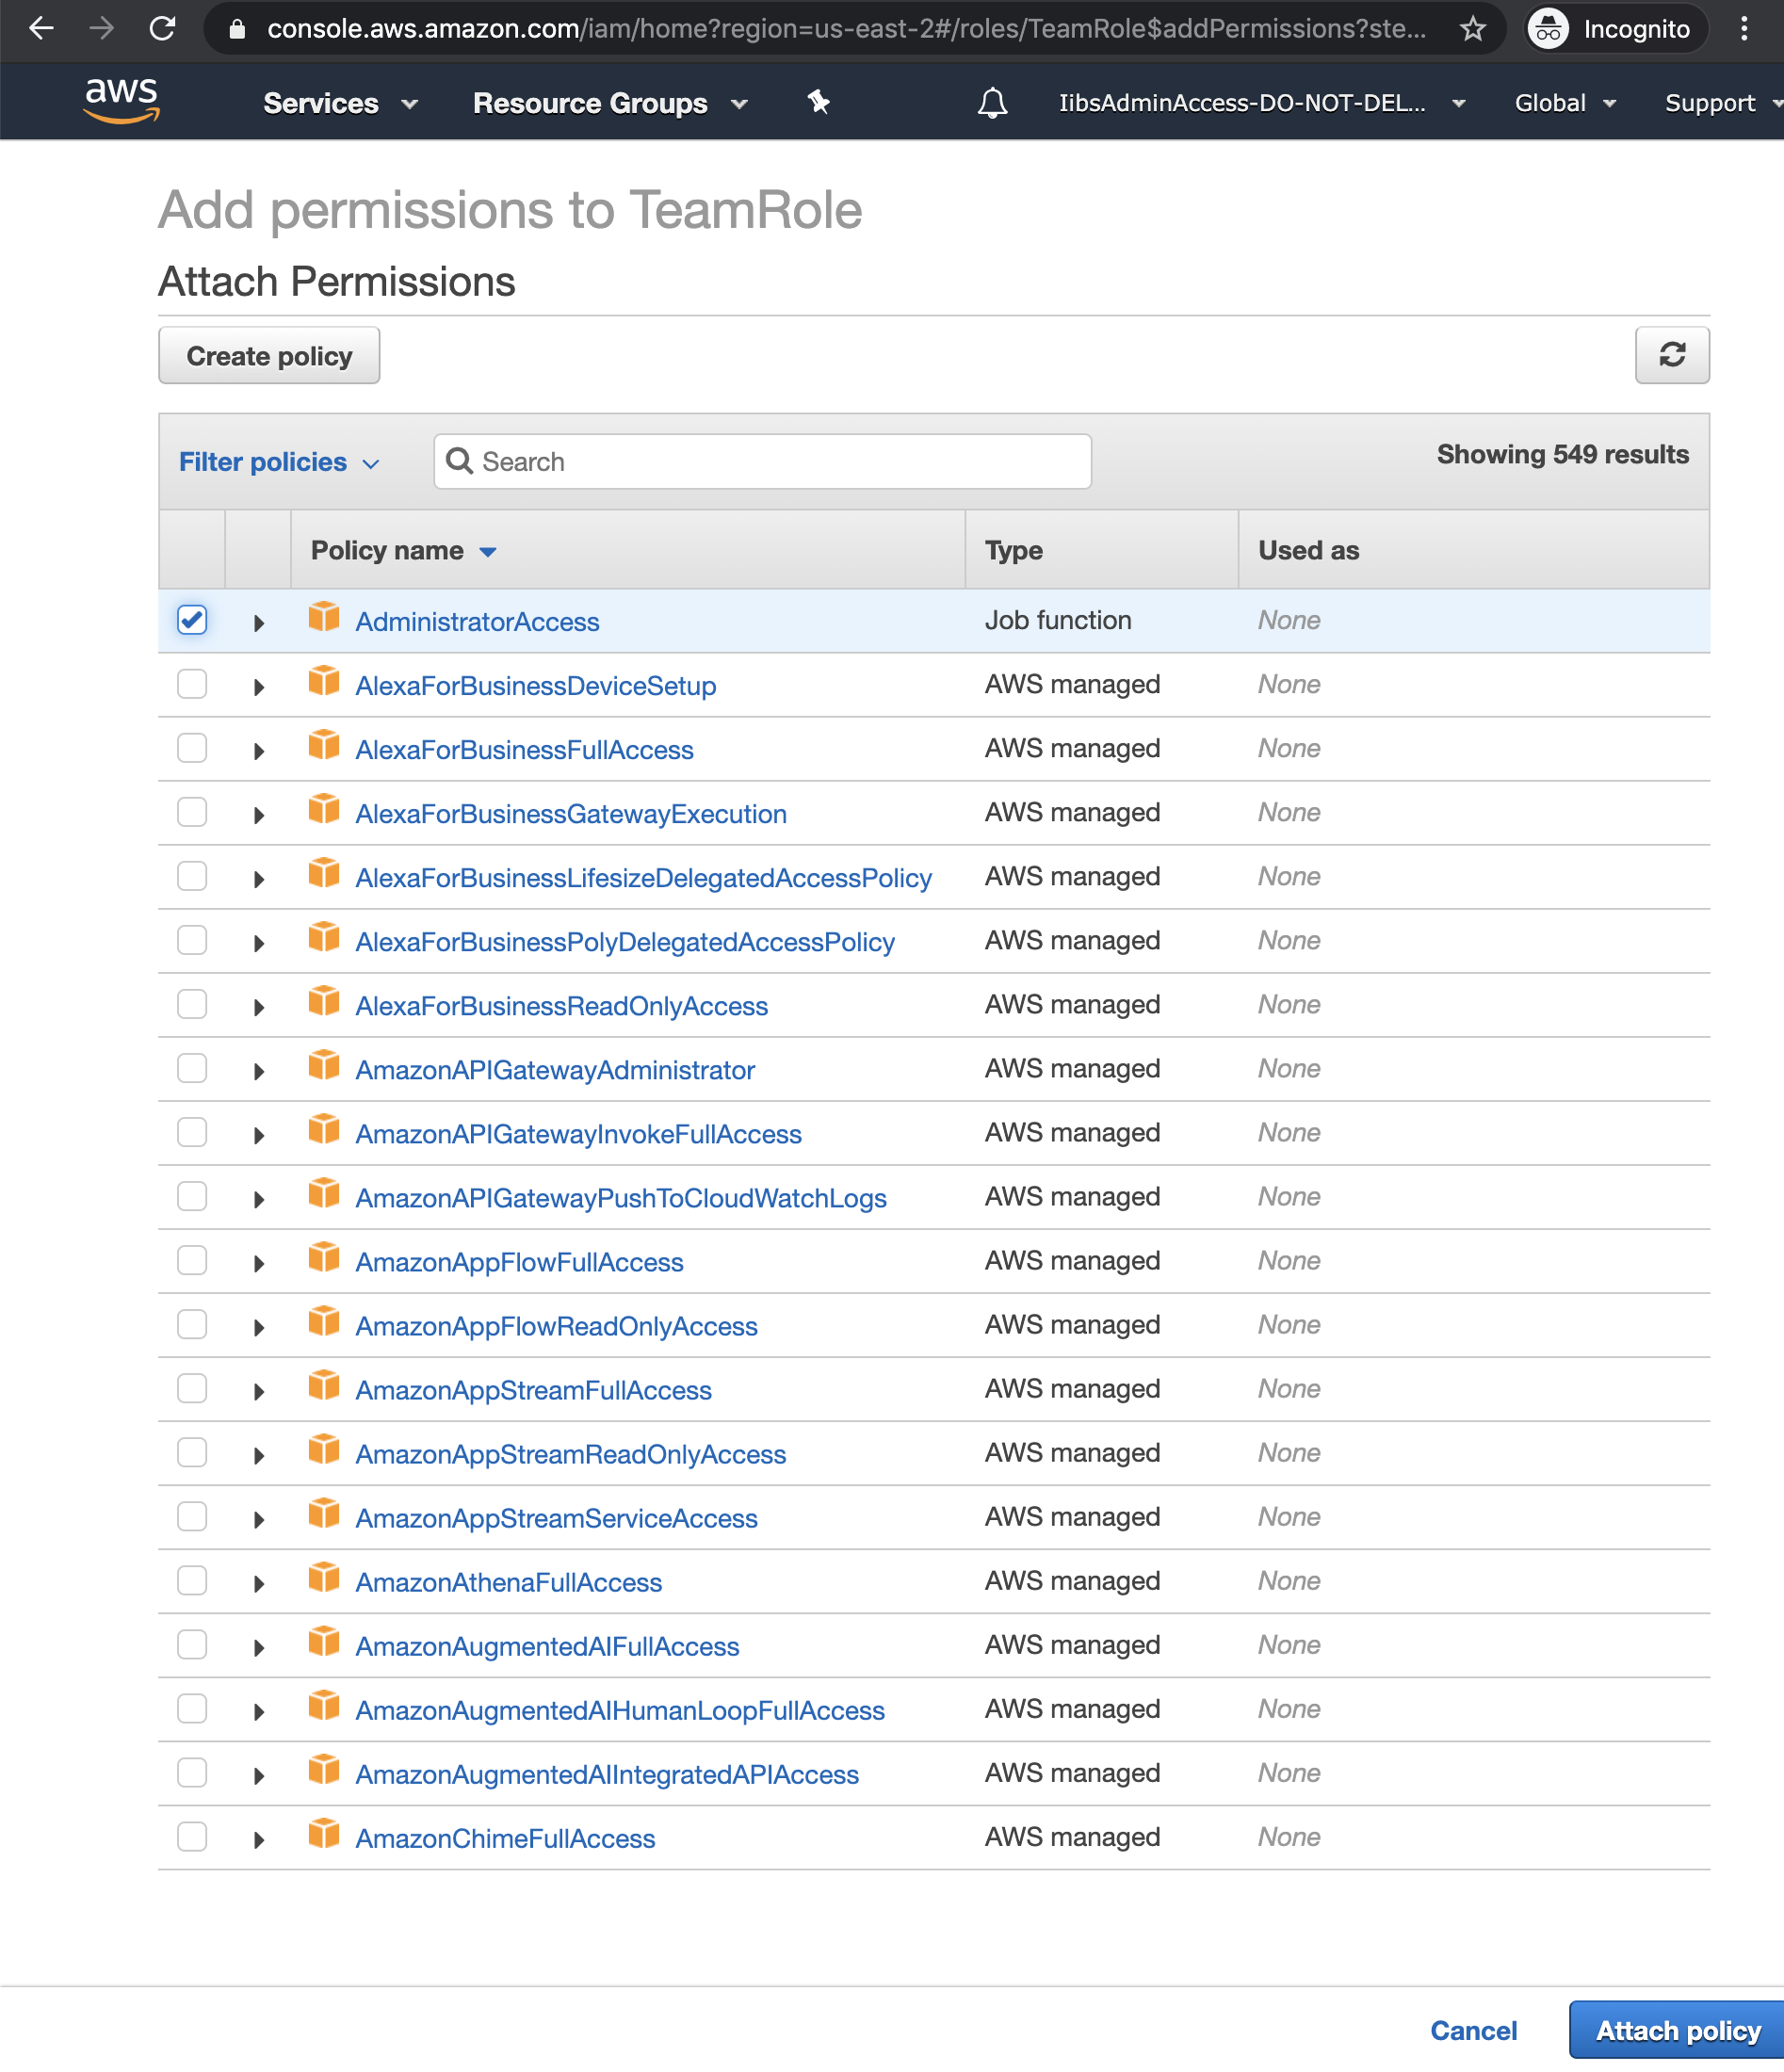 console.aws.amazon.com/iam/home?region=us-east-2#/roles/TeamRole$addPermissions?ste... Incognito
aws Services Resource Groups IibsAdminAccess-DO-NOT-DEL... Global Support
Add permissions to TeamRole
Attach Permissions
Create policy
Filter policies Search Showing 549 results
Policy name Type Used as
AdministratorAccess Job function None
AlexaForBusinessDeviceSetup AWS managed None
AlexaForBusinessFullAccess AWS managed None
AlexaForBusinessGatewayExecution AWS managed None
AlexaForBusinessLifesizeDelegatedAccessPolicy AWS managed None
AlexaForBusinessPolyDelegatedAccessPolicy AWS managed None
AlexaForBusinessReadOnlyAccess AWS managed None
AmazonAPIGatewayAdministrator AWS managed None
AmazonAPIGatewayInvokeFullAccess AWS managed None
AmazonAPIGatewayPushToCloudWatchLogs AWS managed None
AmazonAppFlowFullAccess AWS managed None
AmazonAppFlowReadOnlyAccess AWS managed None
AmazonAppStreamFullAccess AWS managed None
AmazonAppStreamReadOnlyAccess AWS managed None
AmazonAppStreamServiceAccess AWS managed None
AmazonAthenaFullAccess AWS managed None
AmazonAugmentedAIFullAccess AWS managed None
AmazonAugmentedAIHumanLoopFullAccess AWS managed None
AmazonAugmentedAIIntegratedAPIAccess AWS managed None
AmazonChimeFullAccess AWS managed None
Cancel Attach policy